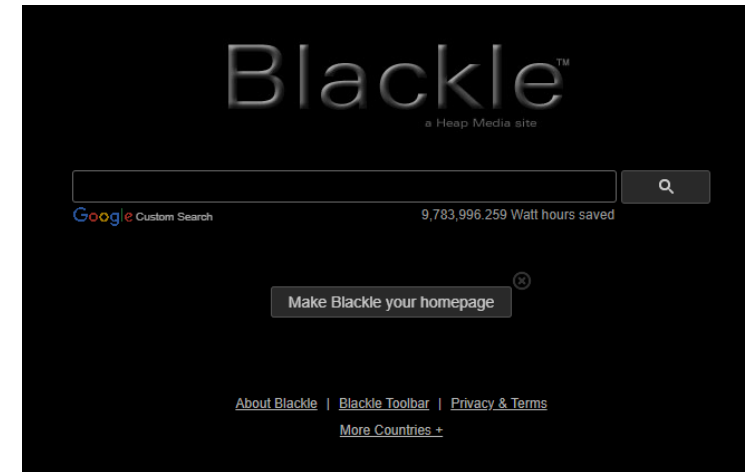 Blackle™
a Heap Media site
Google Custom Search
9,783,996.259 Watt hours saved
Make Blackle your homepage
About Blackle | Blackle Toolbar | Privacy & Terms
More Countries +